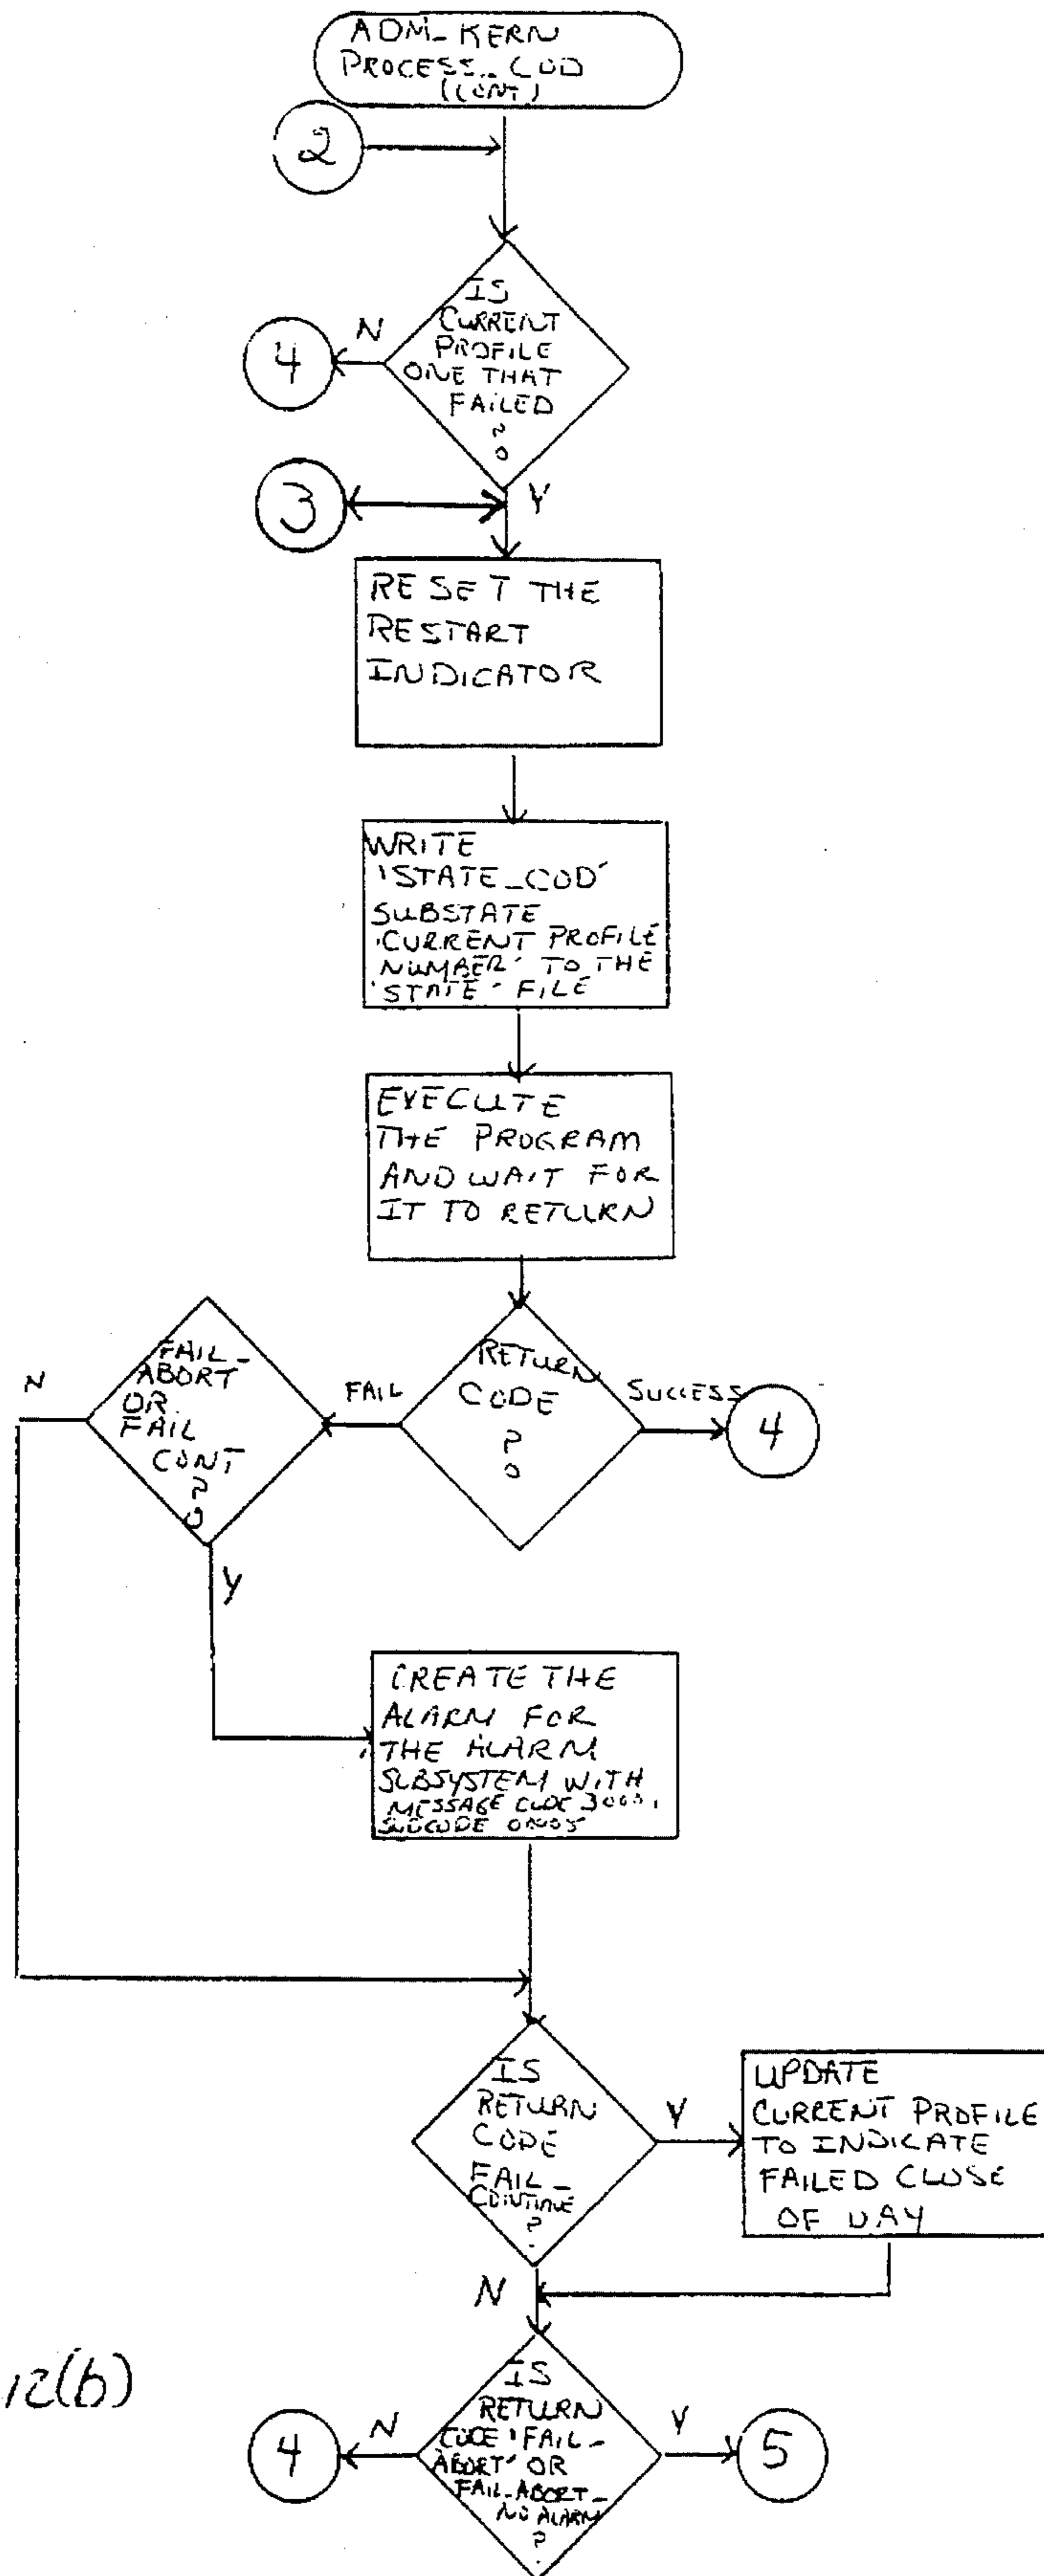 ADM_KERN
PROCESS_COD
(CONT)
2
IS
CURRENT
PROFILE
ONE THAT
FAILED
?
N
4
3
Y
RESET THE
RESTART
INDICATOR
WRITE
'STATE_COD'
SUBSTATE
'CURRENT PROFILE
NUMBER' TO THE
'STATE' FILE
EXECUTE
THE PROGRAM
AND WAIT FOR
IT TO RETURN
FAIL_
ABORT
OR
FAIL
CONT
?
N
FAIL
RETURN
CODE
?
SUCCESS
4
Y
CREATE THE
ALARM FOR
THE ALARM
SUBSYSTEM WITH
MESSAGE CODE
SUBCODE
IS
RETURN
CODE
FAIL_
CONTINUE
?
Y
UPDATE
CURRENT PROFILE
TO INDICATE
FAILED CLOSE
OF DAY
N
12(b)
IS
RETURN
CODE 'FAIL_
ABORT' OR
FAIL_ABORT_
NO ALARM
?
N
4
Y
5